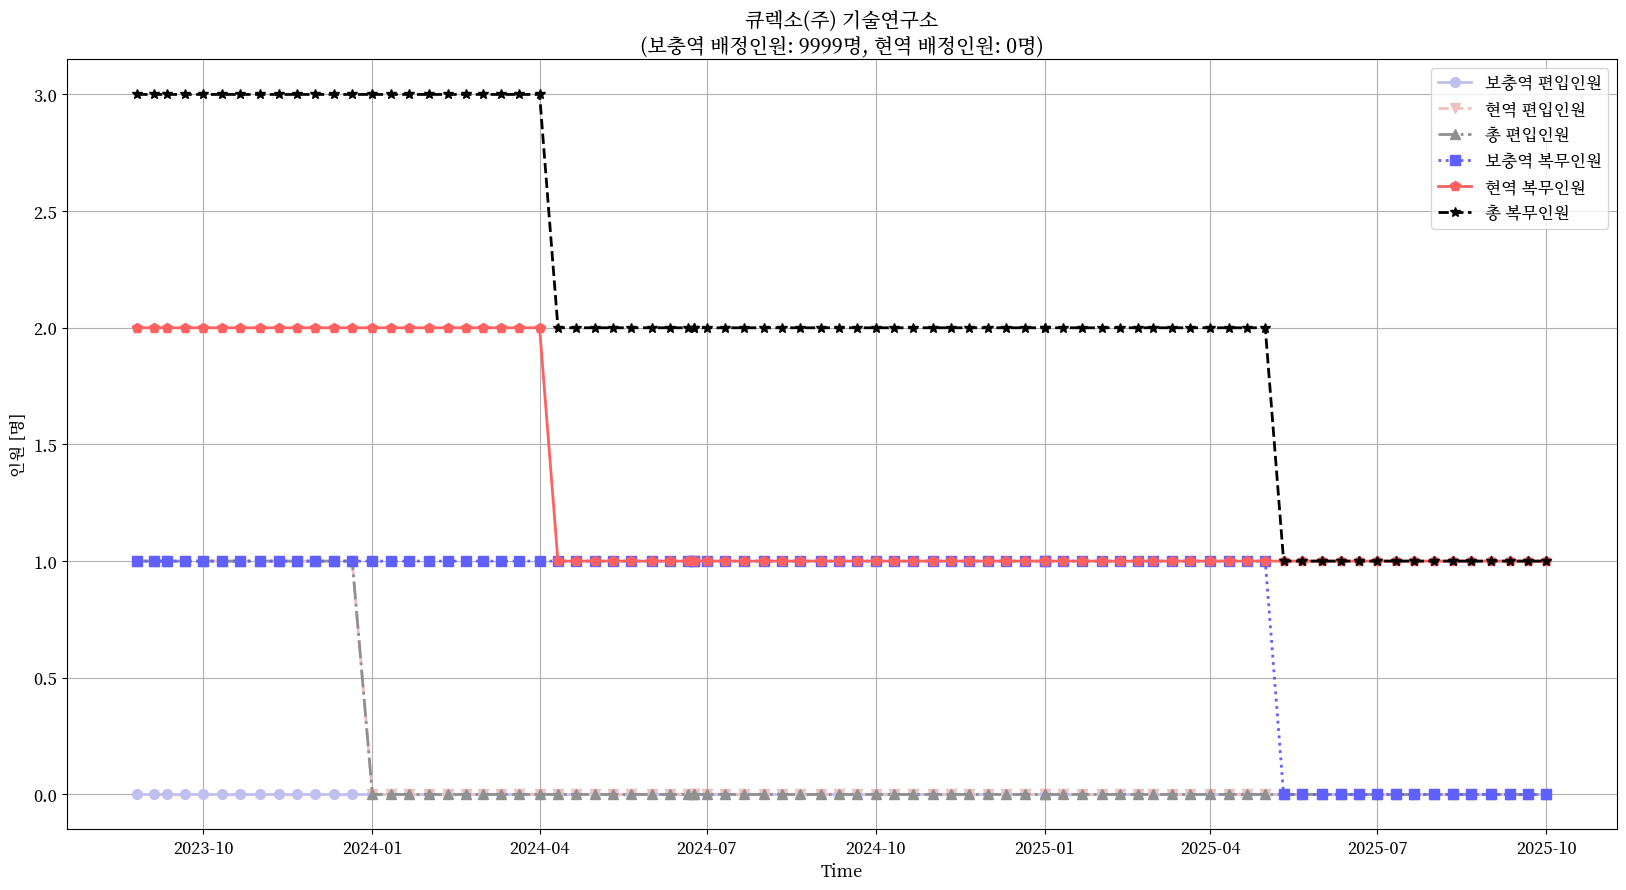 큐렉소(주) 기술연구소
(보충역 배정인원: 9999명, 현역 배정인원: 0명)
보충역 편입인원
현역 편입인원
총 편입인원
보충역 복무인원
현역 복무인원
총 복무인원
인원 [명]
3.0
2.5
2.0
1.5
1.0
0.5
0.0
2023-10
2024-01
2024-04
2024-07
2024-10
2025-01
2025-04
2025-07
2025-10
Time